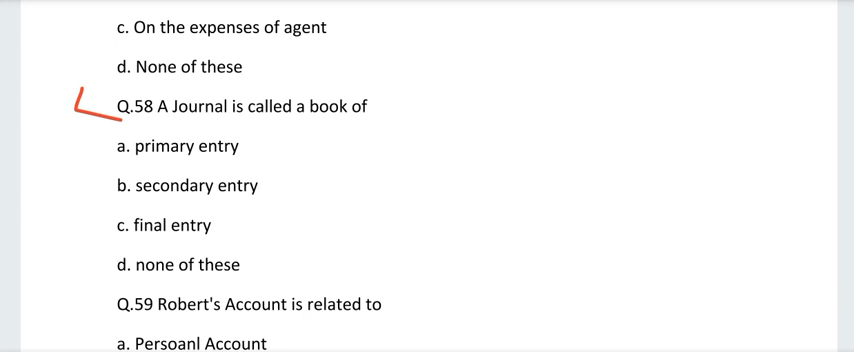 c. On the expenses of agent
d. None of these
Q.58 A Journal is called a book of
a. primary entry
b. secondary entry
c. final entry
d. none of these
Q.59 Robert's Account is related to
a. Persoanl Account